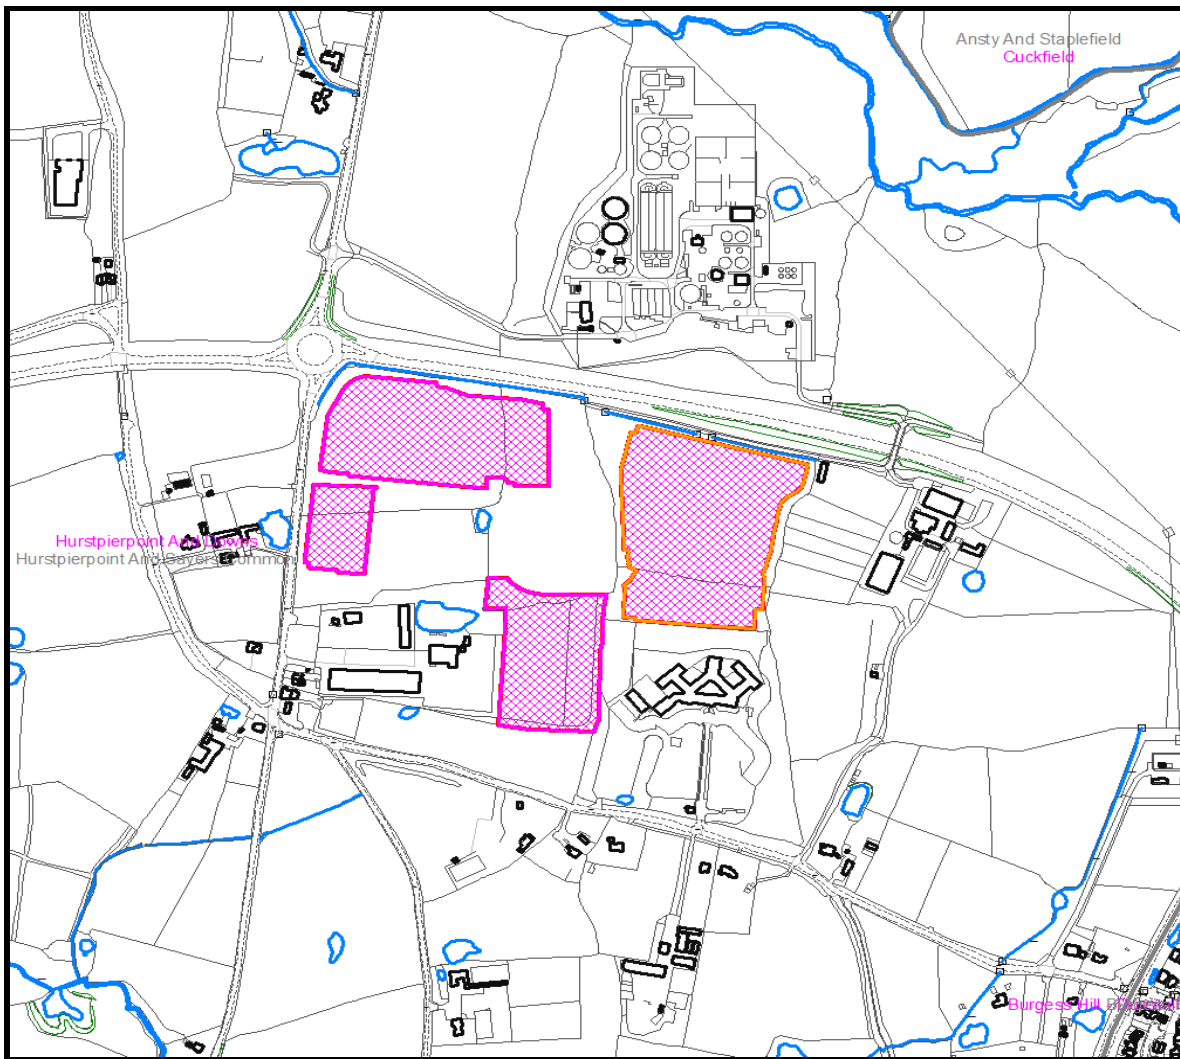 Ansty And Staplefield
Cuckfield
Hurstpierpoint And Downs
Hurstpierpoint And Sayers Common
Burgess Hill